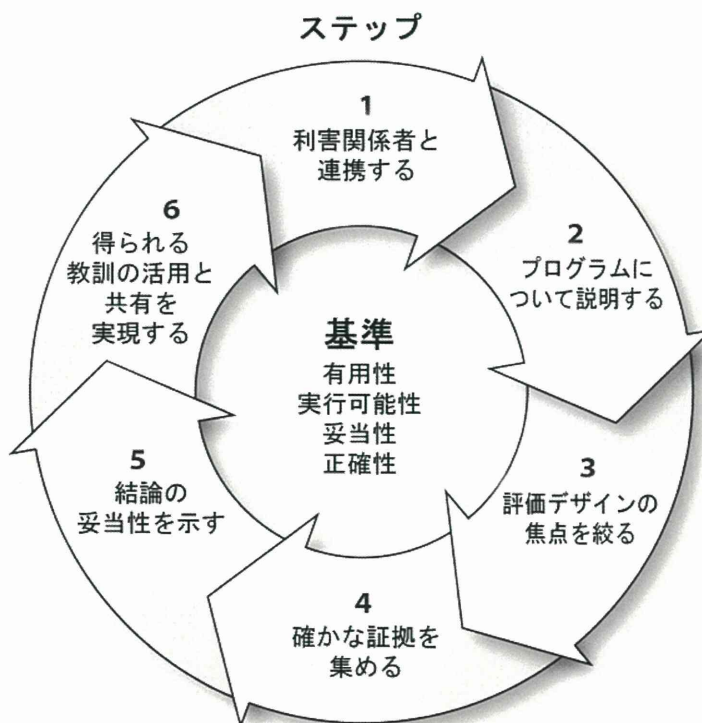 ステップ
1
利害関係者と
連携する
2
プログラムに
ついて説明する
3
評価デザインの
焦点を絞る
4
確かな証拠を
集める
5
結論の
妥当性を示す
6
得られる
教訓の活用と
共有を
実現する
基準
有用性
実行可能性
妥当性
正確性